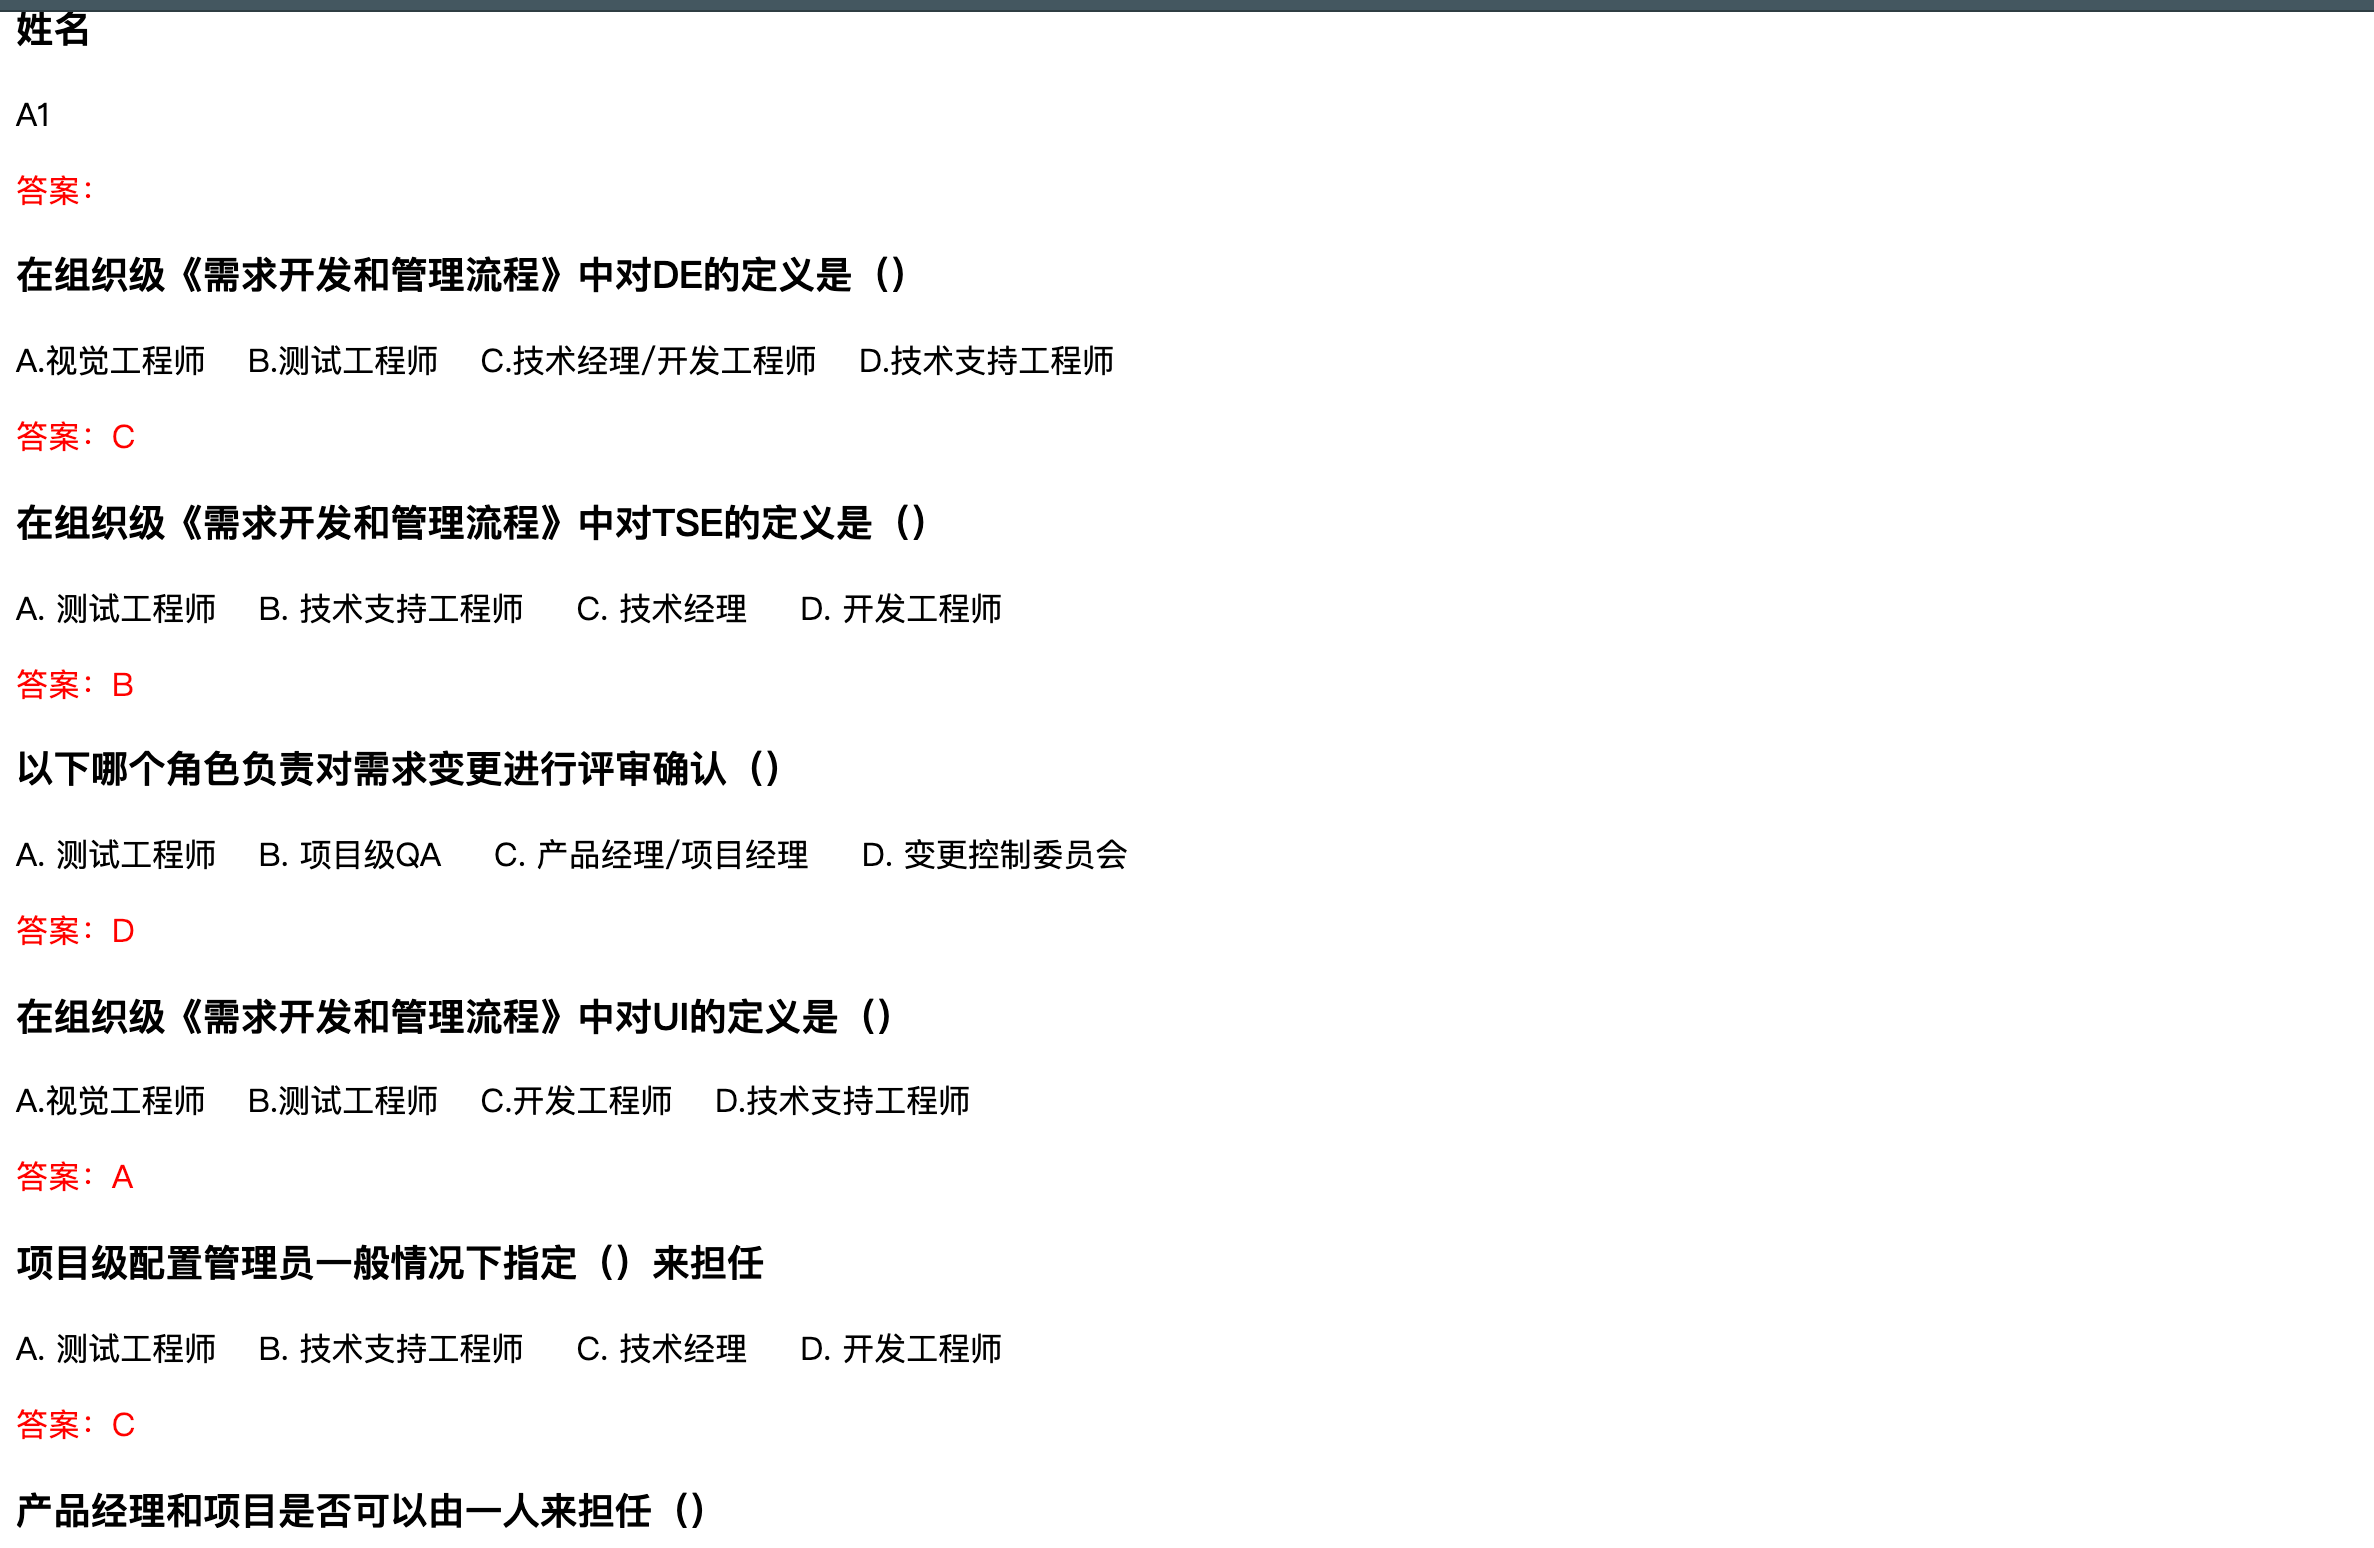 姓名
A1
答案：
在组织级《需求开发和管理流程》中对DE的定义是（）
A.视觉工程师 B.测试工程师 C.技术经理/开发工程师 D.技术支持工程师
答案：C
在组织级《需求开发和管理流程》中对TSE的定义是（）
A. 测试工程师 B. 技术支持工程师 C. 技术经理 D. 开发工程师
答案：B
以下哪个角色负责对需求变更进行评审确认（）
A. 测试工程师 B. 项目级QA C. 产品经理/项目经理 D. 变更控制委员会
答案：D
在组织级《需求开发和管理流程》中对UI的定义是（）
A.视觉工程师 B.测试工程师 C.开发工程师 D.技术支持工程师
答案：A
项目级配置管理员一般情况下指定（）来担任
A. 测试工程师 B. 技术支持工程师 C. 技术经理 D. 开发工程师
答案：C
产品经理和项目是否可以由一人来担任（）